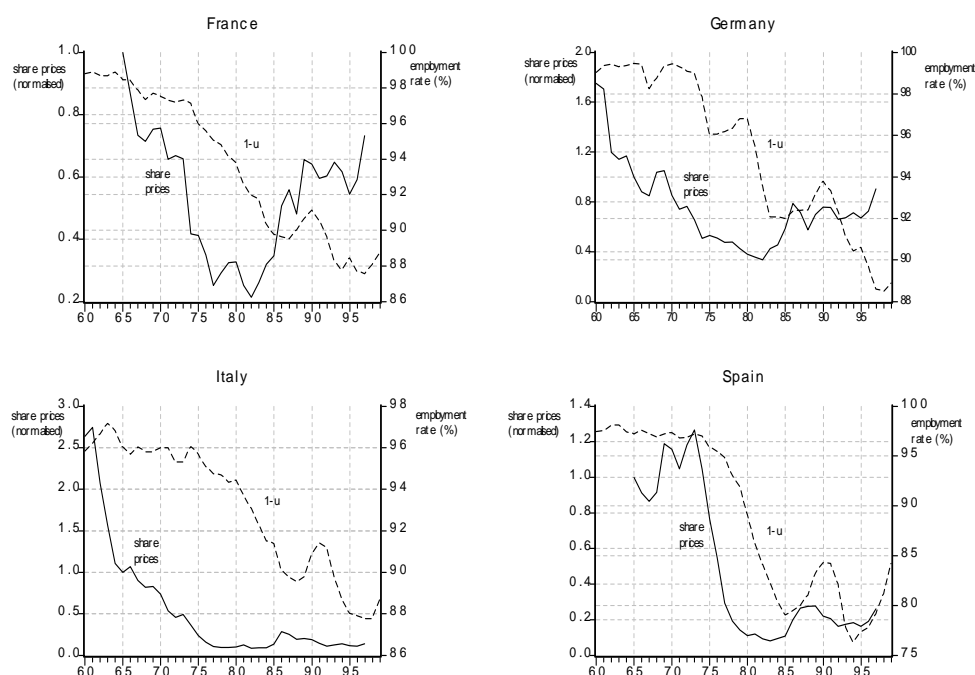 France
share prices
(normalised)
employment
rate (%)
1.0
0.8
0.6
0.4
0.2
100
98
96
94
92
90
88
86
1-u
share
prices
60 65 70 75 80 85 90 95
Germany
share prices
(normalised)
employment
rate (%)
2.0
1.6
1.2
0.8
0.4
0.0
100
98
96
94
92
90
88
1-u
share
prices
60 65 70 75 80 85 90 95
Italy
share prices
(normalised)
employment
rate (%)
3.0
2.5
2.0
1.5
1.0
0.5
0.0
98
96
94
92
90
88
86
1-u
share
prices
60 65 70 75 80 85 90 95
Spain
share prices
(normalised)
employment
rate (%)
1.4
1.2
1.0
0.8
0.6
0.4
0.2
0.0
100
95
90
85
80
75
share
prices
1-u
60 65 70 75 80 85 90 95